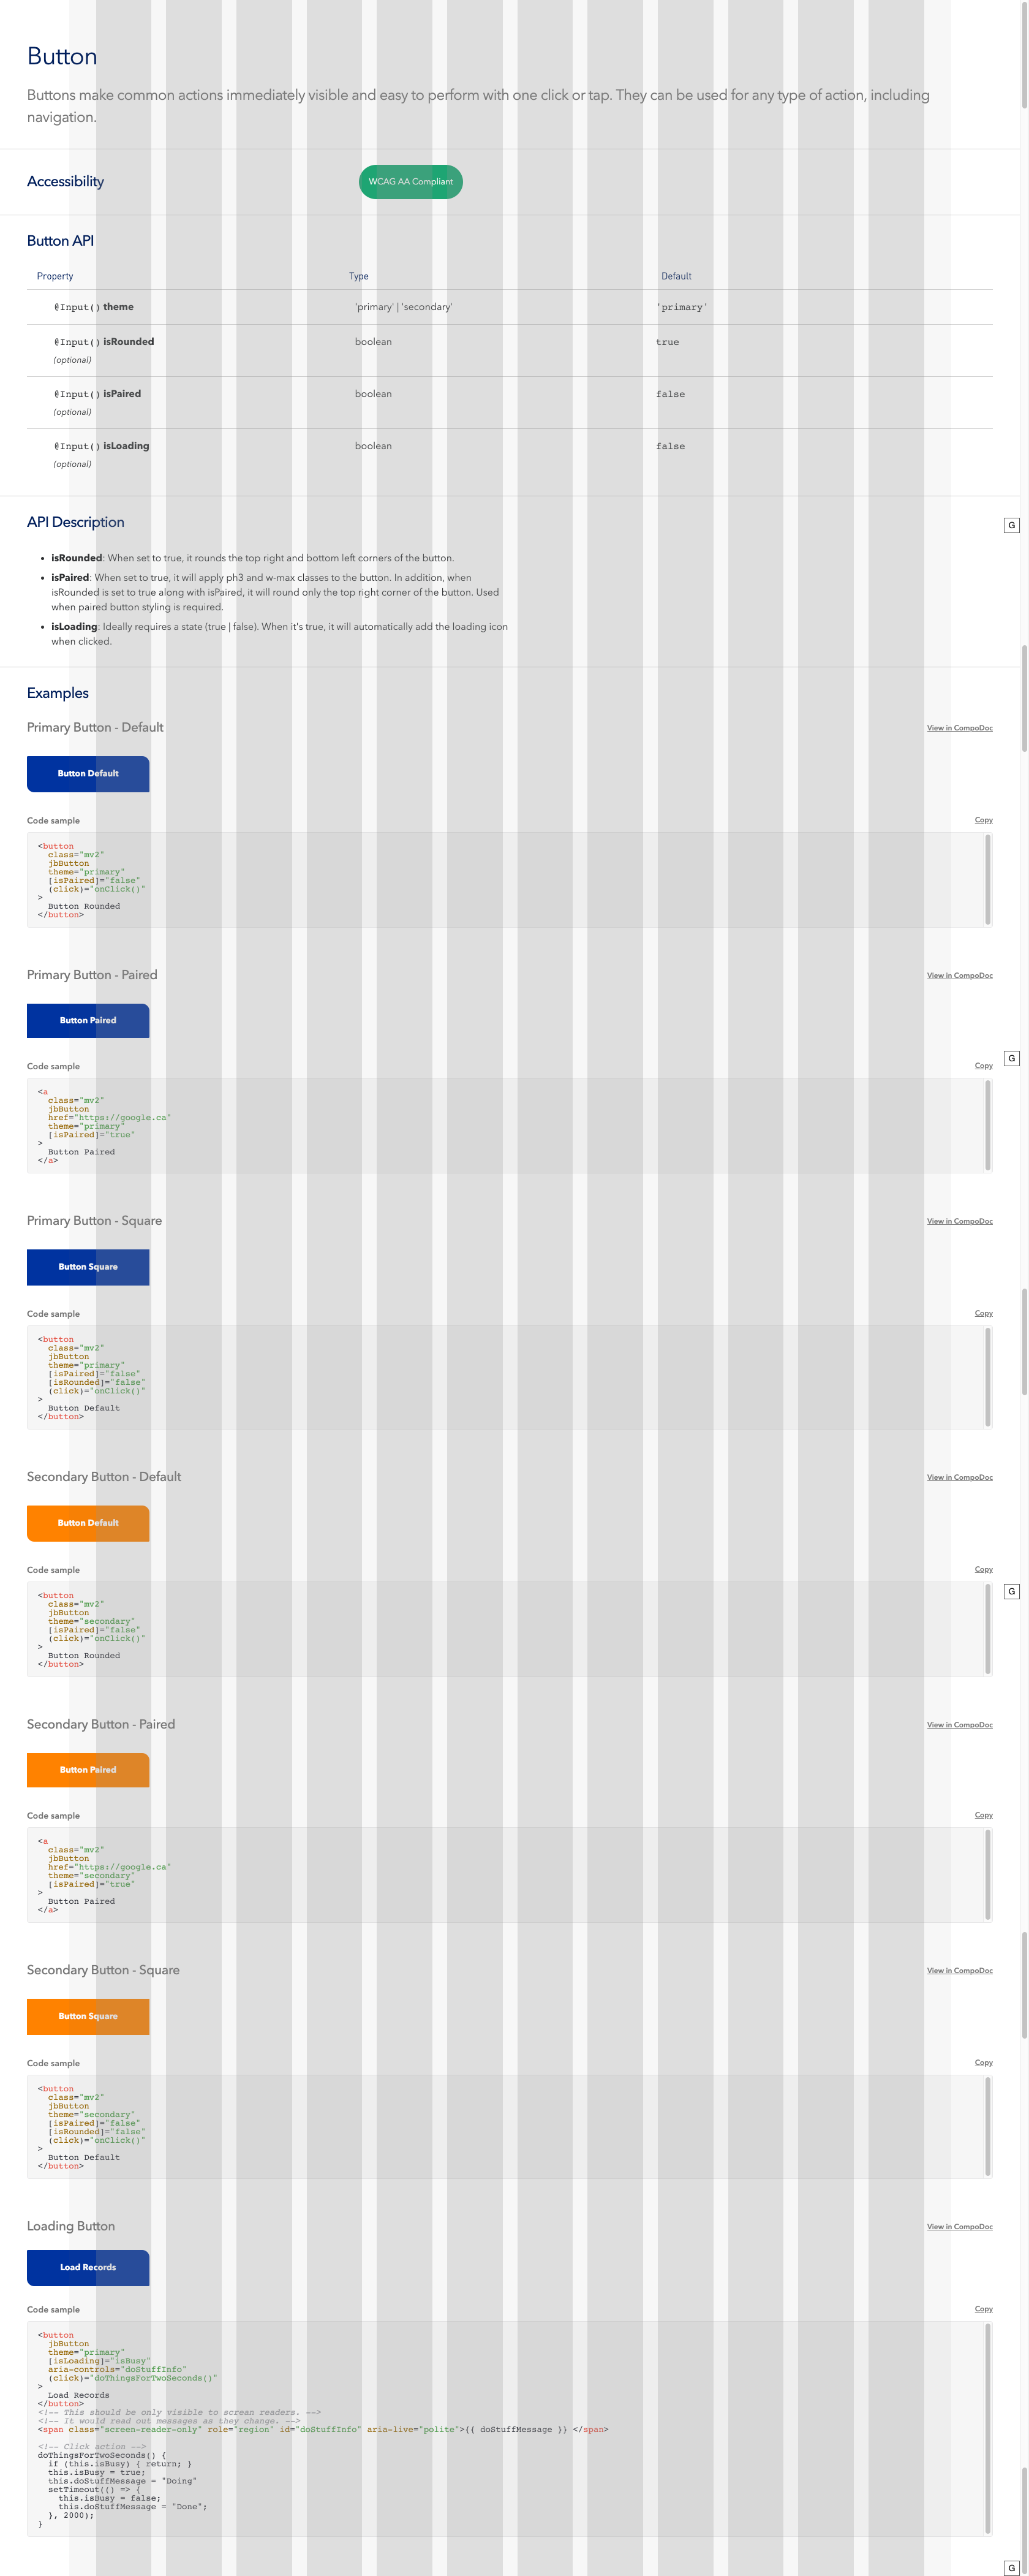 Button
Buttons make common actions immediately visible and easy to perform with one click or tap. They can be used for any type of action, including
navigation.
Accessibility
WCAG AA Compliant
Button API
Property Type Default
@Input() theme 'primary' | 'secondary' 'primary'
@Input() isRounded boolean true
(optional)
@Input() isPaired boolean false
(optional)
@Input() isLoading boolean false
(optional)
API Description
G
• isRounded: When set to true, it rounds the top right and bottom left corners of the button.
• isPaired: When set to true, it will apply ph3 and w-max classes to the button. In addition, when
isRounded is set to true along with isPaired, it will round only the top right corner of the button. Used
when paired button styling is required.
• isLoading: Ideally requires a state (true | false). When it's true, it will automatically add the loading icon
when clicked.
Examples
Primary Button - Default View in CompoDoc
Button Default
Code sample Copy
<button
  class="mv2"
  jbButton
  theme="primary"
  [isPaired]="false"
  (click)="onClick()"
>
  Button Rounded
</button>
Primary Button - Paired View in CompoDoc
Button Paired
G
Code sample Copy
<a
  class="mv2"
  jbButton
  href="https://google.ca"
  theme="primary"
  [isPaired]="true"
>
  Button Paired
</a>
Primary Button - Square View in CompoDoc
Button Square
Code sample Copy
<button
  class="mv2"
  jbButton
  theme="primary"
  [isPaired]="false"
  [isRounded]="false"
  (click)="onClick()"
>
  Button Default
</button>
Secondary Button - Default View in CompoDoc
Button Default
Code sample Copy
G
<button
  class="mv2"
  jbButton
  theme="secondary"
  [isPaired]="false"
  (click)="onClick()"
>
  Button Rounded
</button>
Secondary Button - Paired View in CompoDoc
Button Paired
Code sample Copy
<a
  class="mv2"
  jbButton
  href="https://google.ca"
  theme="secondary"
  [isPaired]="true"
>
  Button Paired
</a>
Secondary Button - Square View in CompoDoc
Button Square
Code sample Copy
<button
  class="mv2"
  jbButton
  theme="secondary"
  [isPaired]="false"
  [isRounded]="false"
  (click)="onClick()"
>
  Button Default
</button>
Loading Button View in CompoDoc
Load Records
Code sample Copy
<button
  jbButton
  theme="primary"
  [isLoading]="isBusy"
  aria-controls="doStuffInfo"
  (click)="doThingsForTwoSeconds()"
>
  Load Records
</button>
<!-- This should be only visible to screan readers. -->
<!-- It would read out messages as they change. -->
<span class="screen-reader-only" role="region" id="doStuffInfo" aria-live="polite">{{ doStuffMessage }} </span>
<!-- Click action -->
doThingsForTwoSeconds() {
  if (this.isBusy) { return; }
  this.isBusy = true;
  this.doStuffMessage = "Doing"
  setTimeout(() => {
    this.isBusy = false;
    this.doStuffMessage = "Done";
  }, 2000);
}
G